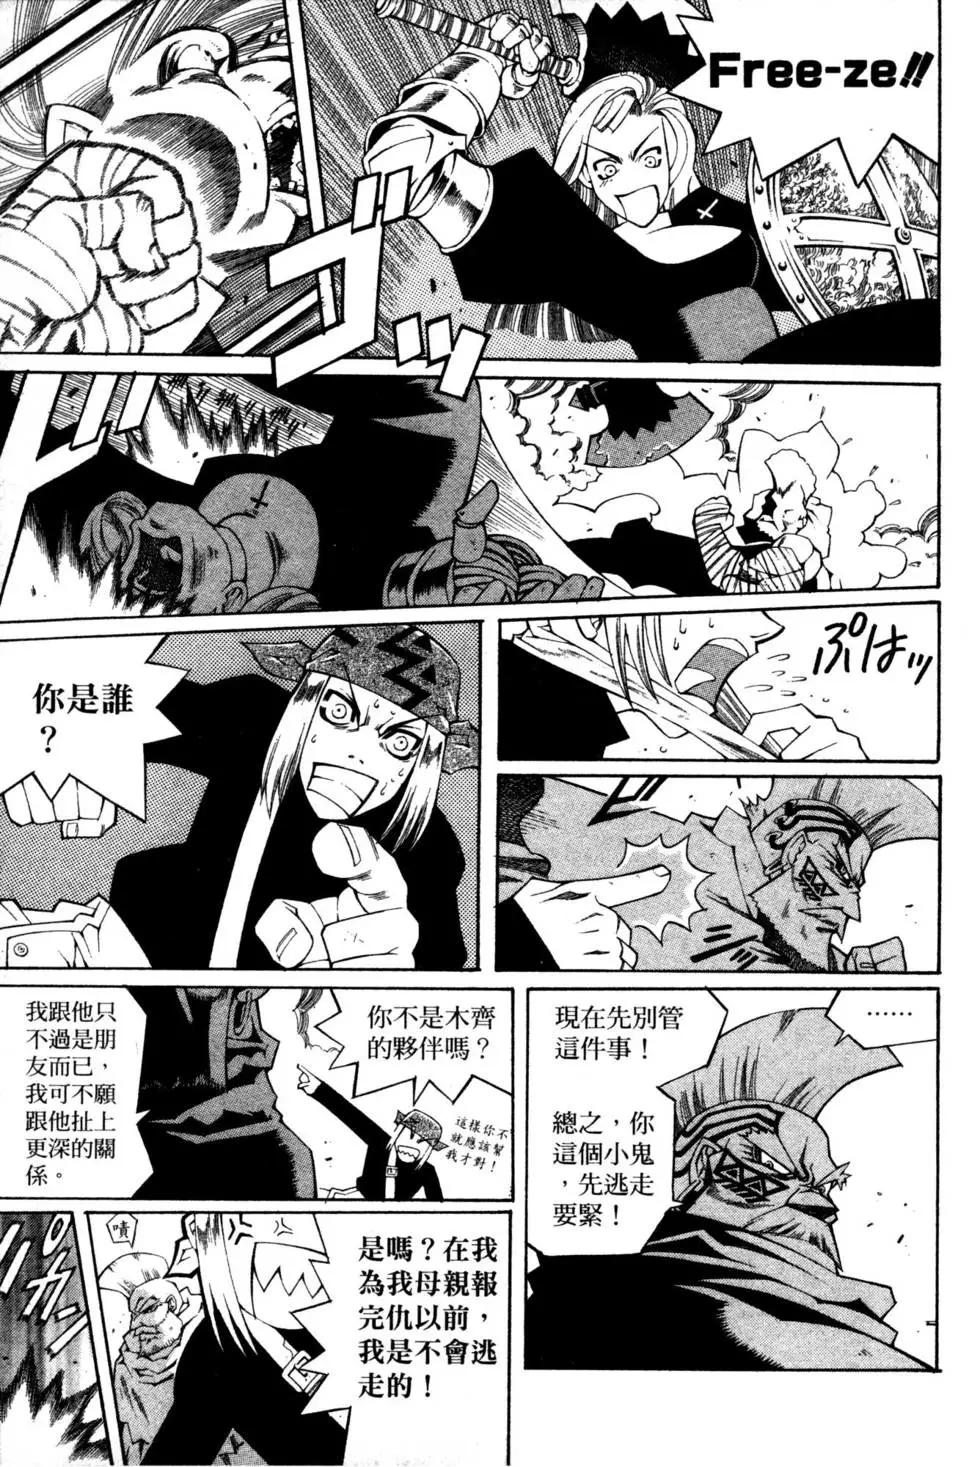 Free-ze!!
ゴッ
ぷはッ
你是誰
？
……
現在先別管
這件事！
總之，你
這個小鬼
，先逃走
要緊！
你不是木齊
的夥伴嗎？
這樣你不
就應該幫
我才對！
我跟他只
不過是朋
友而已，
我可不願
跟他扯上
更深的關
係。
是嗎？在我
為我母親報
完仇以前，
我是不會逃
走的！
嘖